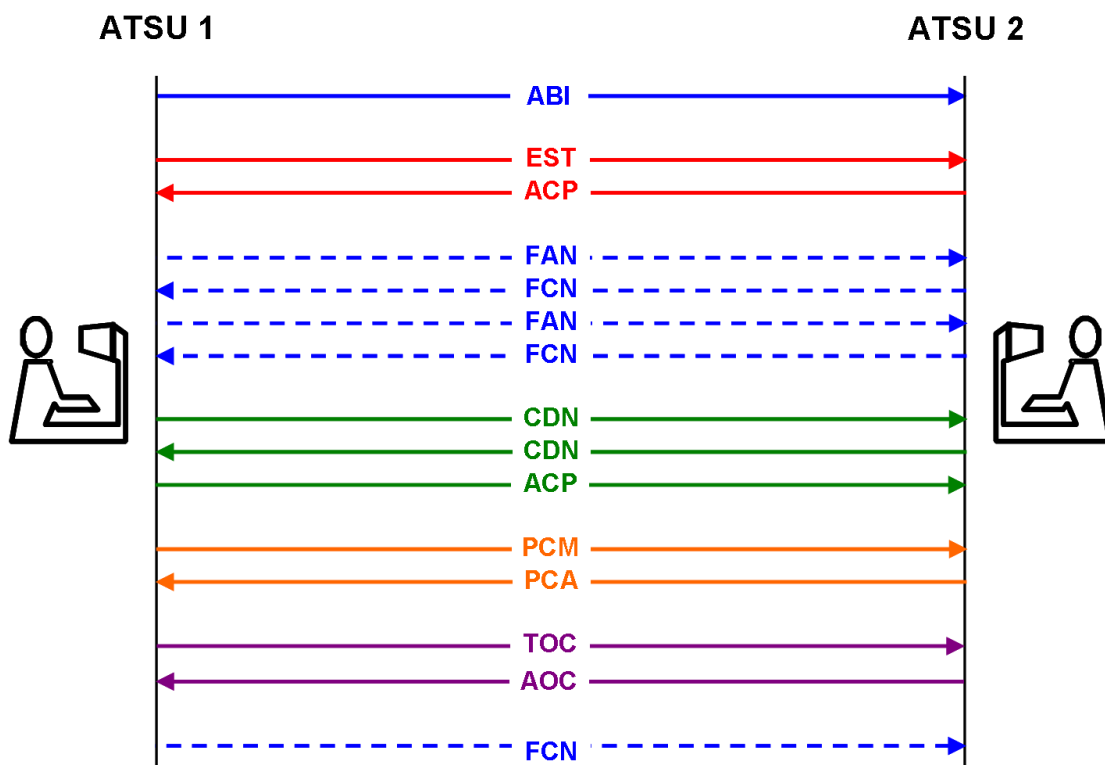 ATSU 1
ATSU 2
ABI
EST
ACP
FAN
FCN
FAN
FCN
CDN
CDN
ACP
PCM
PCA
TOC
AOC
FCN